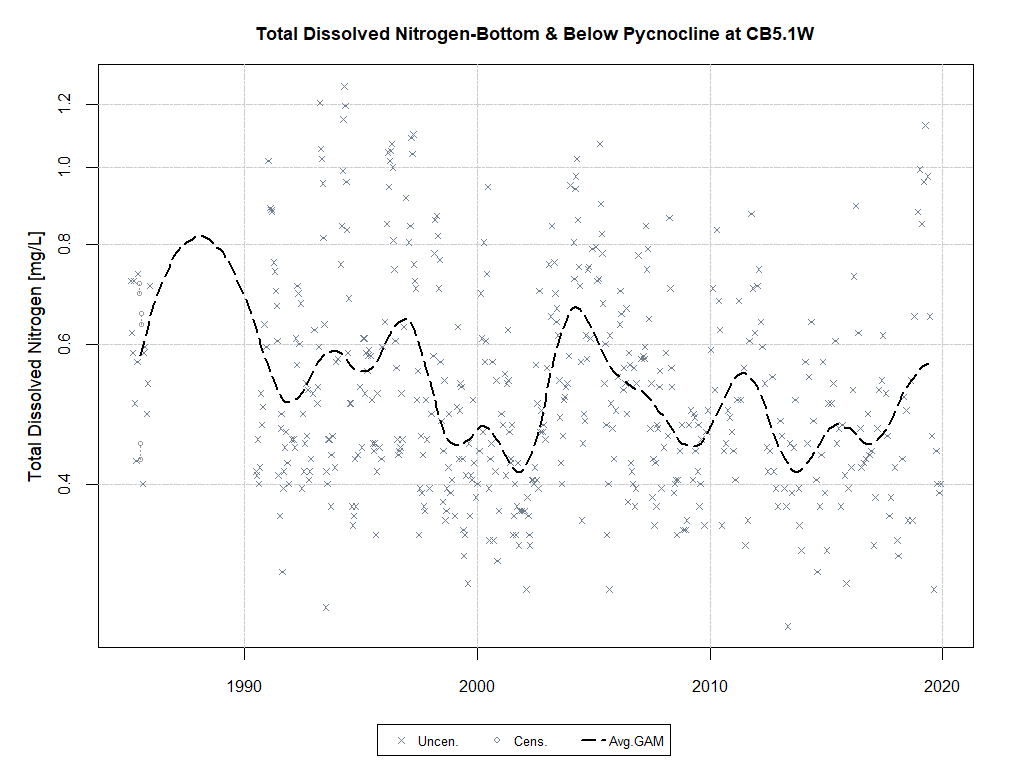 Total Dissolved Nitrogen-Bottom & Below Pycnocline at CB5.1W
Total Dissolved Nitrogen [mg/L]
1.2
1.0
0.8
0.6
0.4
1990 2000 2010 2020
Uncen. Cens. Avg.GAM